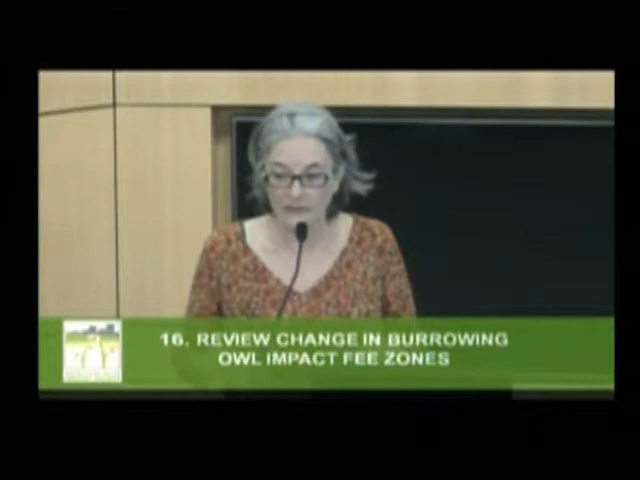 16. REVIEW CHANGE IN BURROWING
OWL IMPACT FEE ZONES